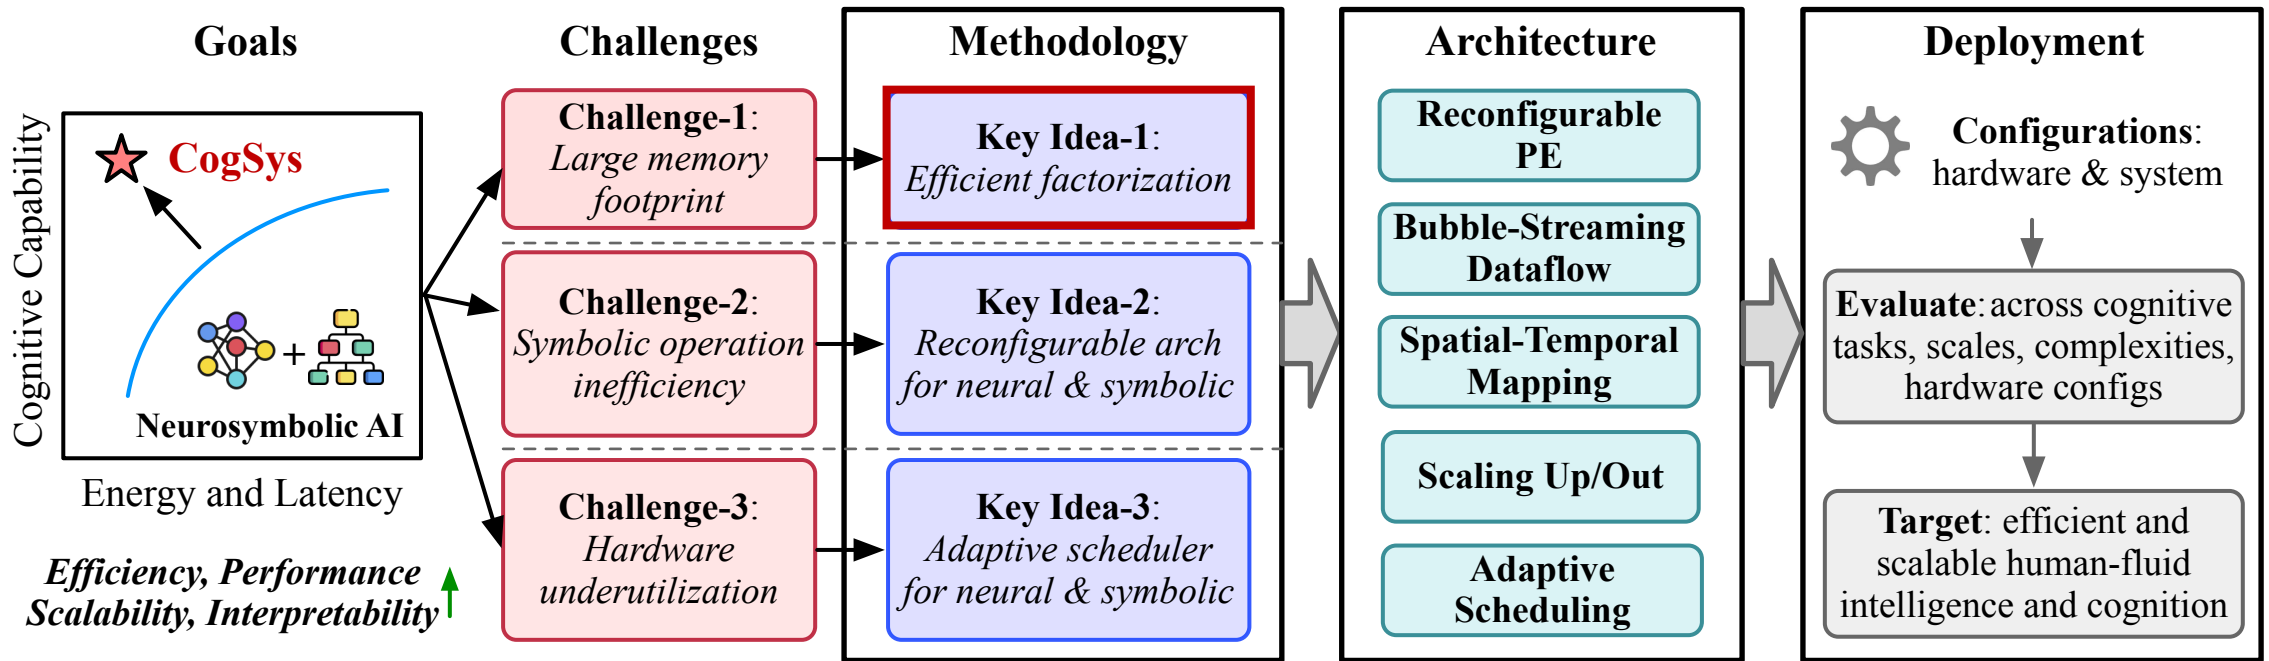 Goals
Cognitive Capability
CogSys
+
Neurosymbolic AI
Energy and Latency
Efficiency, Performance
Scalability, Interpretability
Challenges
Challenge-1:
Large memory
footprint
Challenge-2:
Symbolic operation
inefficiency
Challenge-3:
Hardware
underutilization
Methodology
Key Idea-1:
Efficient factorization
Key Idea-2:
Reconfigurable arch
for neural & symbolic
Key Idea-3:
Adaptive scheduler
for neural & symbolic
Architecture
Reconfigurable
PE
Bubble-Streaming
Dataflow
Spatial-Temporal
Mapping
Scaling Up/Out
Adaptive
Scheduling
Deployment
Configurations:
hardware & system
Evaluate: across cognitive
tasks, scales, complexities,
hardware configs
Target: efficient and
scalable human-fluid
intelligence and cognition